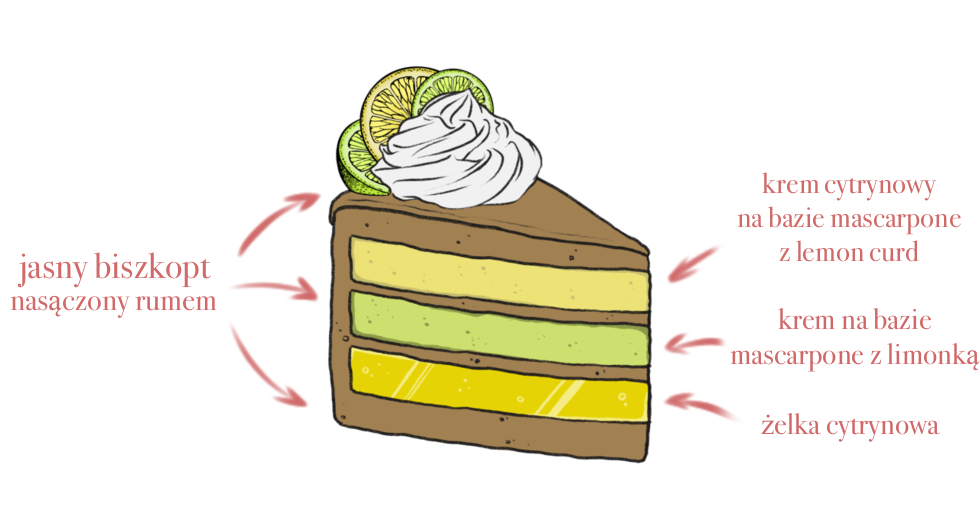 jasny biszkopt
nasączony rumem
krem cytrynowy
na bazie mascarpone
z lemon curd
krem na bazie
mascarpone z limonką
żelka cytrynowa